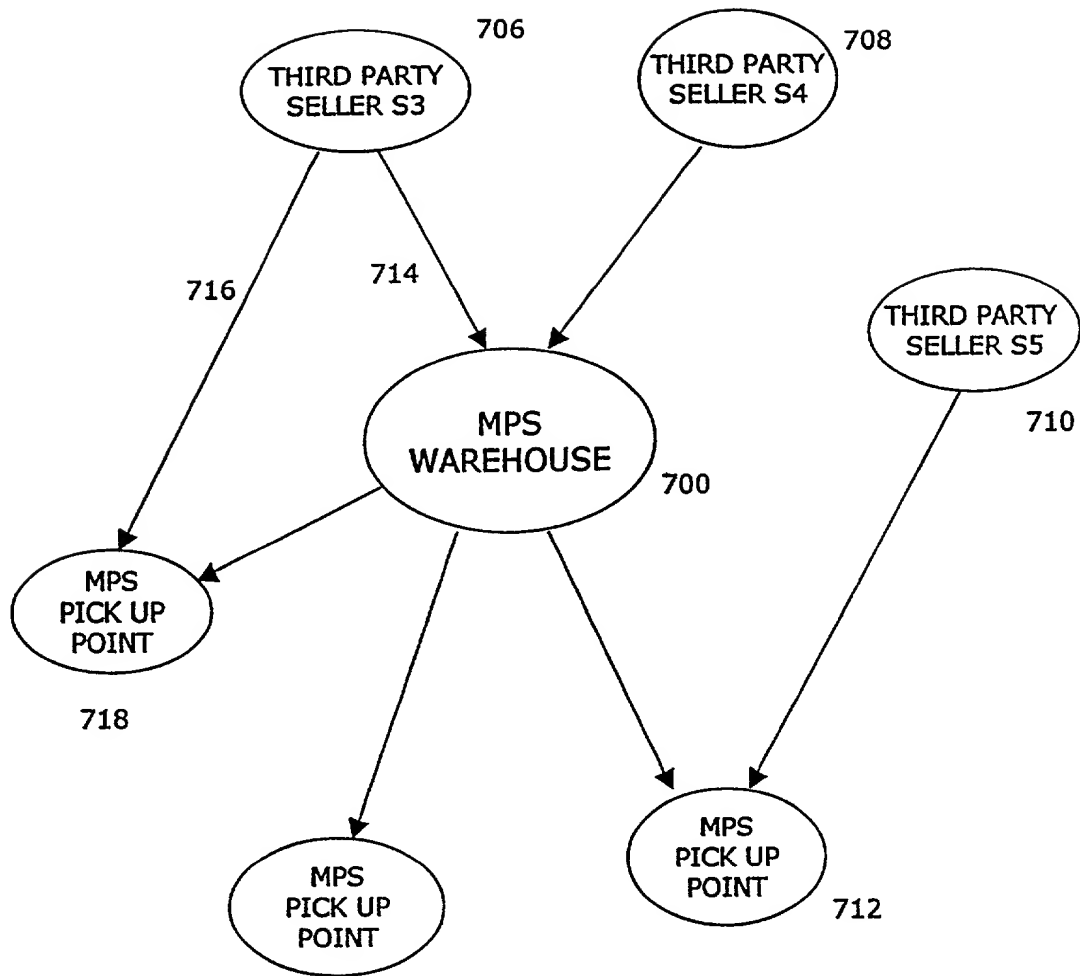 706
THIRD PARTY
SELLER S3
708
THIRD PARTY
SELLER S4
716
714
THIRD PARTY
SELLER S5
710
MPS
WAREHOUSE
700
MPS
PICK UP
POINT
718
MPS
PICK UP
POINT
MPS
PICK UP
POINT
712